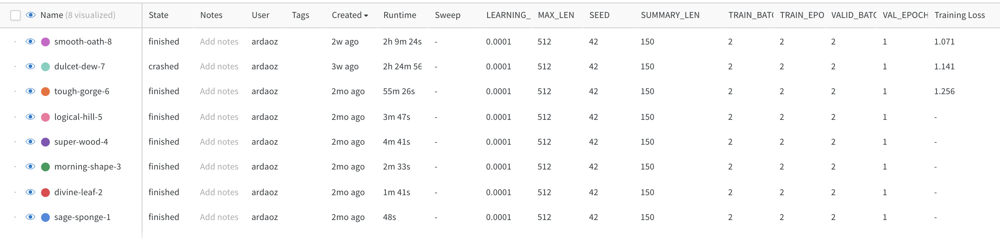 Name (8 visualized) State Notes User Tags Created Runtime Sweep LEARNING_ MAX_LEN SEED SUMMARY_LEN TRAIN_BATC TRAIN_EPO VALID_BATC VAL_EPOCH Training Loss
smooth-oath-8 finished Add notes ardaoz 2w ago 2h 9m 24s - 0.0001 512 42 150 2 2 2 1 1.071
dulcet-dew-7 crashed Add notes ardaoz 3w ago 2h 24m 56 - 0.0001 512 42 150 2 2 2 1 1.141
tough-gorge-6 finished Add notes ardaoz 2mo ago 55m 26s - 0.0001 512 42 150 2 2 2 1 1.256
logical-hill-5 finished Add notes ardaoz 2mo ago 3m 47s - 0.0001 512 42 150 2 2 2 1 -
super-wood-4 finished Add notes ardaoz 2mo ago 4m 41s - 0.0001 512 42 150 2 2 2 1 -
morning-shape-3 finished Add notes ardaoz 2mo ago 2m 33s - 0.0001 512 42 150 2 2 2 1 -
divine-leaf-2 finished Add notes ardaoz 2mo ago 1m 41s - 0.0001 512 42 150 2 2 2 1 -
sage-sponge-1 finished Add notes ardaoz 2mo ago 48s - 0.0001 512 42 150 2 2 2 1 -